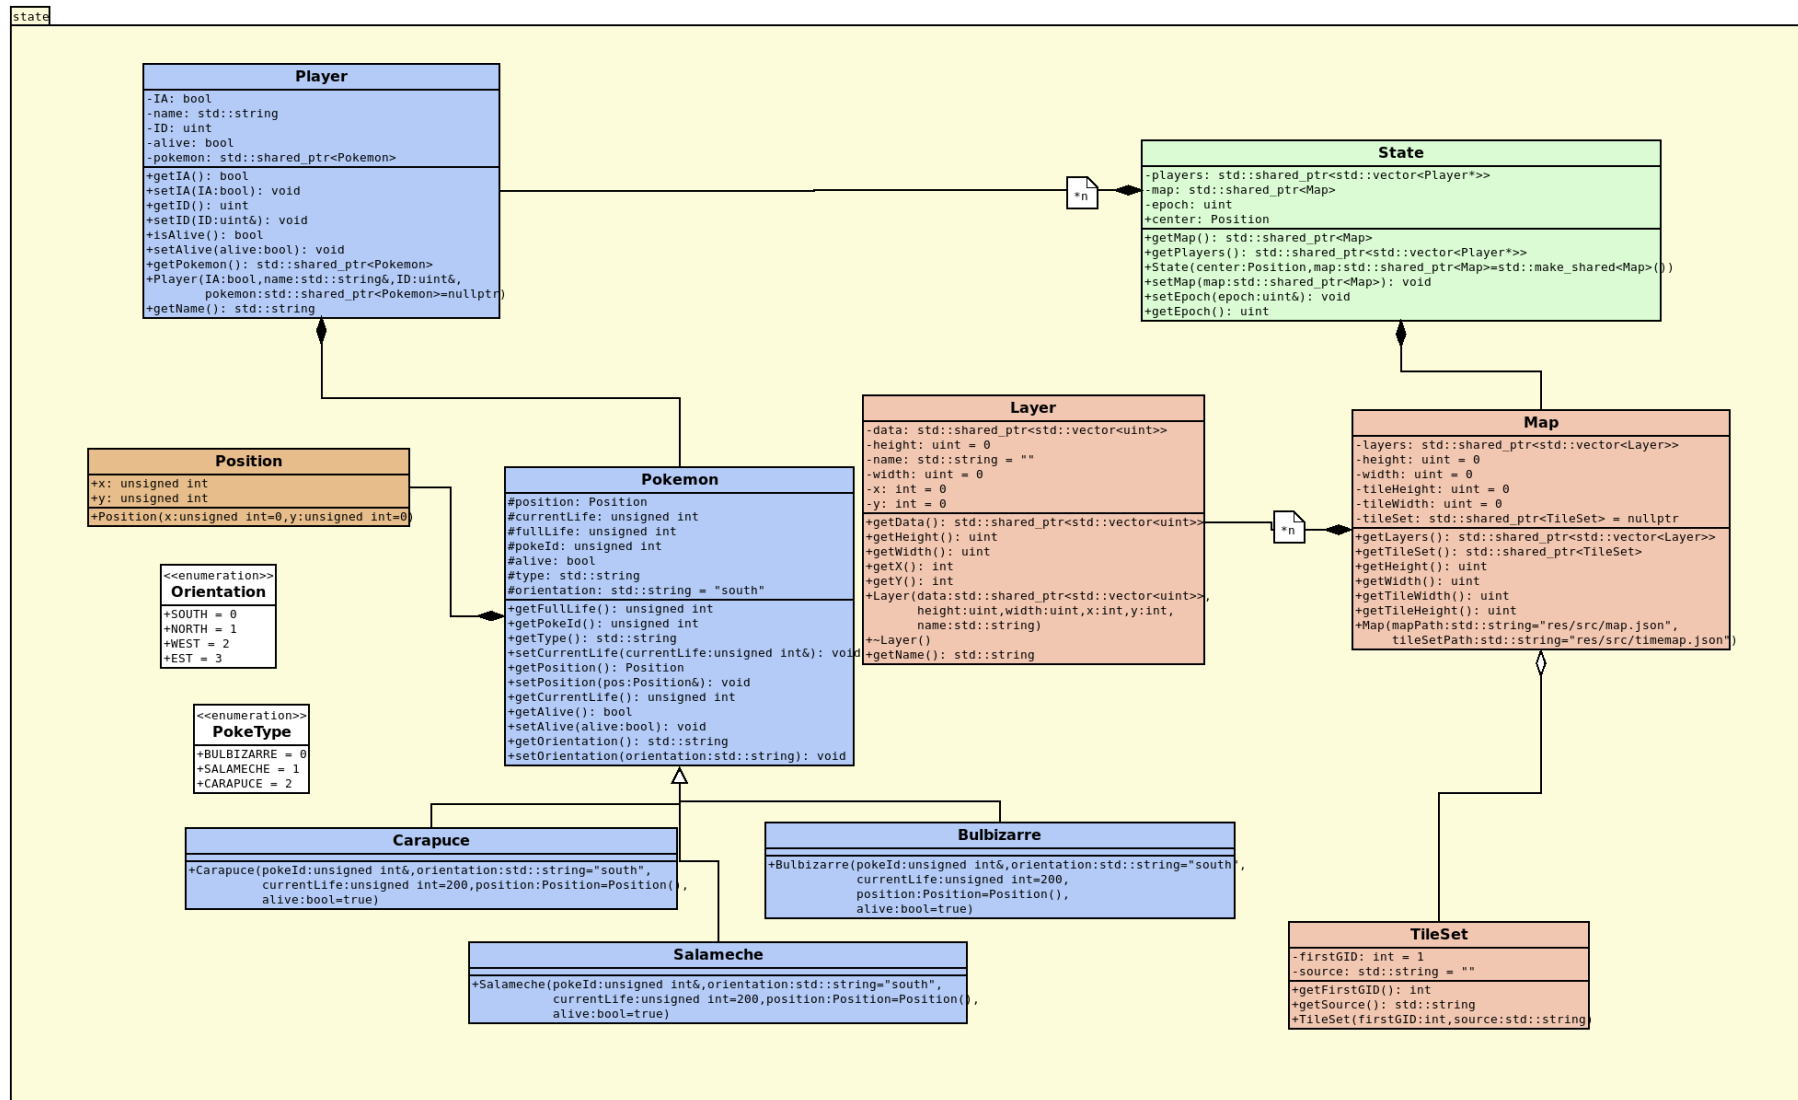 state
Player
-IA: bool
-name: std::string
-ID: uint
-alive: bool
-pokemon: std::shared_ptr<Pokemon>
+getIA(): bool
+setIA(IA:bool): void
+getID(): uint
+setID(ID:uint&): void
+isAlive(): bool
+setAlive(alive:bool): void
+getPokemon(): std::shared_ptr<Pokemon>
+Player(IA:bool,name:std::string&,ID:uint&,
pokemon:std::shared_ptr<Pokemon>=nullptr)
+getName(): std::string
*n
State
-players: std::shared_ptr<std::vector<Player*>>
-map: std::shared_ptr<Map>
-epoch: uint
+center: Position
+getMap(): std::shared_ptr<Map>
+getPlayers(): std::shared_ptr<std::vector<Player*>>
+State(center:Position,map:std::shared_ptr<Map>=std::make_shared<Map>())
+setMap(map:std::shared_ptr<Map>): void
+setEpoch(epoch:uint&): void
+getEpoch(): uint
Position
+x: unsigned int
+y: unsigned int
+Position(x:unsigned int=0,y:unsigned int=0)
<<enumeration>>
Orientation
+SOUTH = 0
+NORTH = 1
+WEST = 2
+EST = 3
<<enumeration>>
PokeType
+BULBIZARRE = 0
+SALAMECHE = 1
+CARAPUCE = 2
Pokemon
#position: Position
#currentLife: unsigned int
#fullLife: unsigned int
#pokeId: unsigned int
#alive: bool
#type: std::string
#orientation: std::string = "south"
+getFullLife(): unsigned int
+getPokeId(): unsigned int
+getType(): std::string
+setCurrentLife(currentLife:unsigned int&): void
+getPosition(): Position
+setPosition(pos:Position&): void
+getCurrentLife(): unsigned int
+getAlive(): bool
+setAlive(alive:bool): void
+getOrientation(): std::string
+setOrientation(orientation:std::string): void
Layer
-data: std::shared_ptr<std::vector<uint>>
-height: uint = 0
-name: std::string = ""
-width: uint = 0
-x: int = 0
-y: int = 0
+getData(): std::shared_ptr<std::vector<uint>>
+getHeight(): uint
+getWidth(): uint
+getX(): int
+getY(): int
+Layer(data:std::shared_ptr<std::vector<uint>>,
height:uint,width:uint,x:int,y:int,
name:std::string)
+~Layer()
+getName(): std::string
*n
Map
-layers: std::shared_ptr<std::vector<Layer>>
-height: uint = 0
-width: uint = 0
-tileHeight: uint = 0
-tileWidth: uint = 0
-tileSet: std::shared_ptr<TileSet> = nullptr
+getLayers(): std::shared_ptr<std::vector<Layer>>
+getTileSet(): std::shared_ptr<TileSet>
+getHeight(): uint
+getWidth(): uint
+getTileWidth(): uint
+getTileHeight(): uint
+Map(mapPath:std::string="res/src/map.json",
tileSetPath:std::string="res/src/timemap.json")
Carapuce
+Carapuce(pokeId:unsigned int&,orientation:std::string="south",
currentLife:unsigned int=200,position:Position=Position(),
alive:bool=true)
Bulbizarre
+Bulbizarre(pokeId:unsigned int&,orientation:std::string="south",
currentLife:unsigned int=200,
position:Position=Position(),
alive:bool=true)
Salameche
+Salameche(pokeId:unsigned int&,orientation:std::string="south",
currentLife:unsigned int=200,position:Position=Position(),
alive:bool=true)
TileSet
-firstGID: int = 1
-source: std::string = ""
+getFirstGID(): int
+getSource(): std::string
+TileSet(firstGID:int,source:std::string)